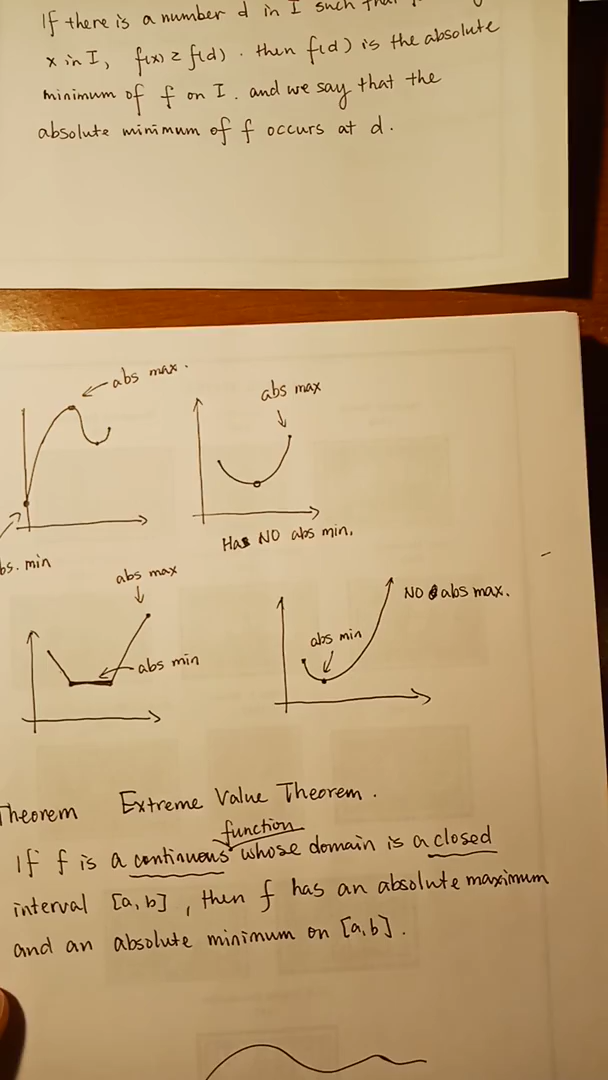 If there is a number d in I such that
x in I, f(x) ≥ f(d). then f(d) is the absolute
minimum of f on I. and we say that the
absolute minimum of f occurs at d.
abs max.
abs max
bs. min
Has NO abs min.
abs max
abs min
abs min
NO abs max.
Theorem Extreme Value Theorem.
function
If f is a continuous whose domain is a closed
interval [a,b], then f has an absolute maximum
and an absolute minimum on [a,b].